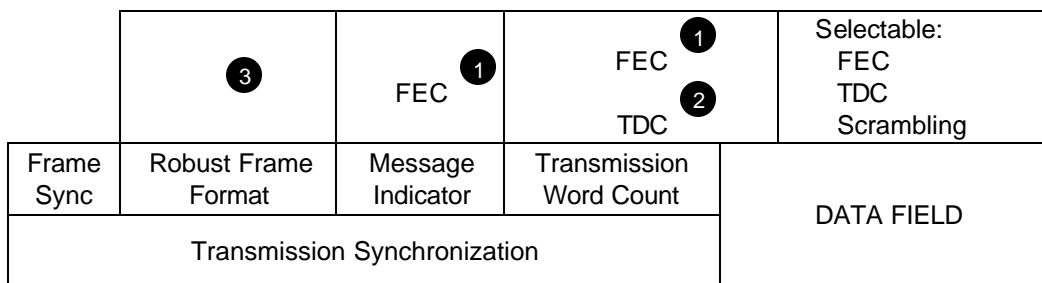 Selectable:
1
FEC
FEC
3
1
FEC
2
TDC
TDC
Scrambling
Frame Sync
Robust Frame Format
Message Indicator
Transmission Word Count
DATA FIELD
Transmission Synchronization